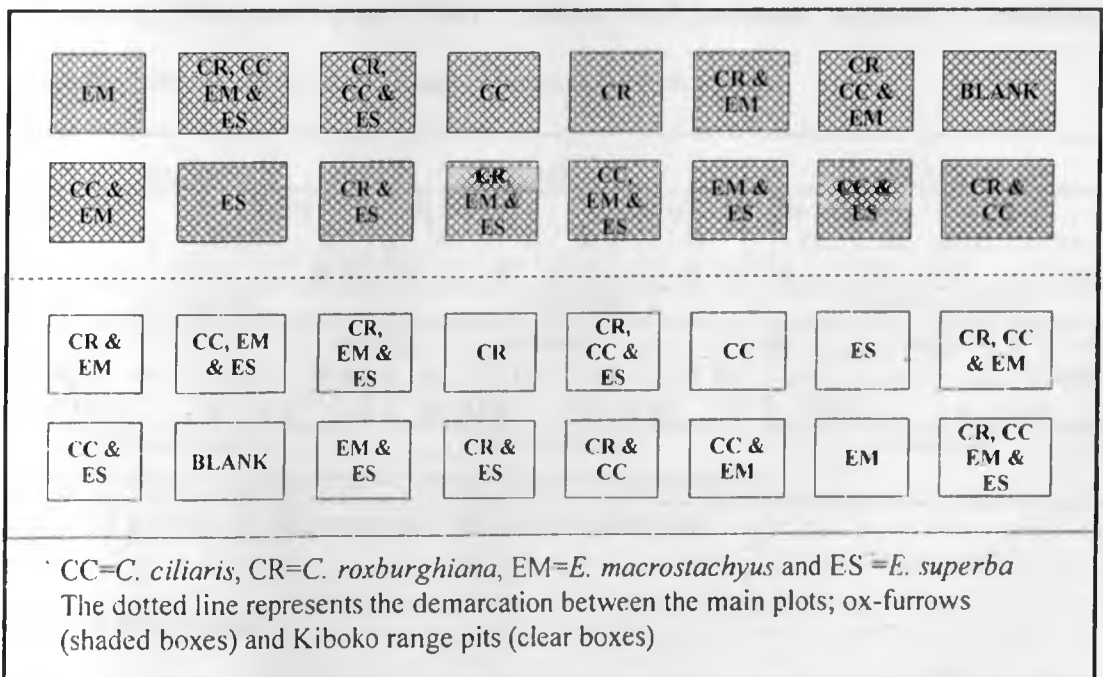 EM
CR, CC
EM &
ES
CR,
CC & ES
CC
CR
CR &
EM
CR
CC &
EM
BLANK
CC &
EM
ES
CR &
ES
CR
EM &
ES
CC,
EM &
ES
EM &
ES
CC &
ES
CR &
CC
CR &
EM
CC, EM
& ES
CR,
EM &
ES
CR
CR,
CC &
ES
CC
ES
CR, CC
& EM
CC &
ES
BLANK
EM &
ES
CR &
ES
CR &
CC
CC &
EM
EM
CR, CC
EM &
ES
CC=C. ciliaris, CR=C. roxburghiana, EM=E. macrostachyus and ES =E. superba
The dotted line represents the demarcation between the main plots; ox-furrows
(shaded boxes) and Kiboko range pits (clear boxes)